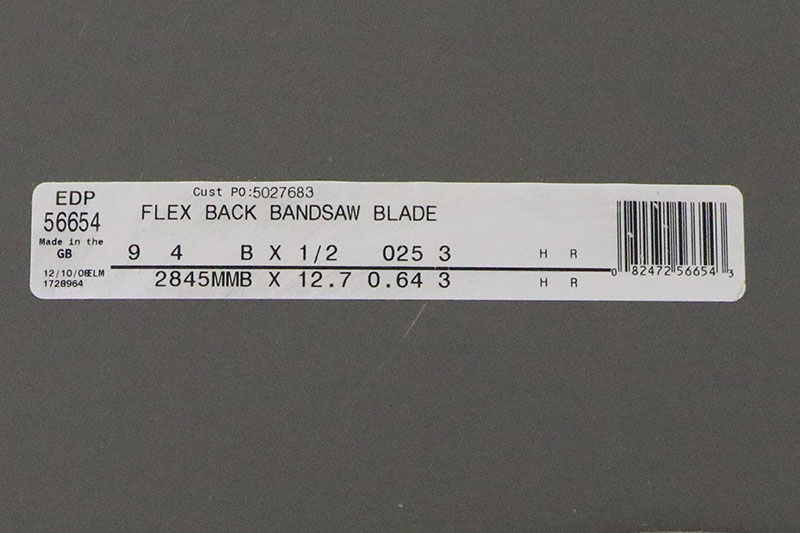 EDP
56654
Made in the
GB
12/10/08ELM
1728964
Cust PO:5027683
FLEX BACK BANDSAW BLADE
9 4 B X 1/2 025 3 H R
2845MMB X 12.7 0.64 3 H R
0 82472 56654 3